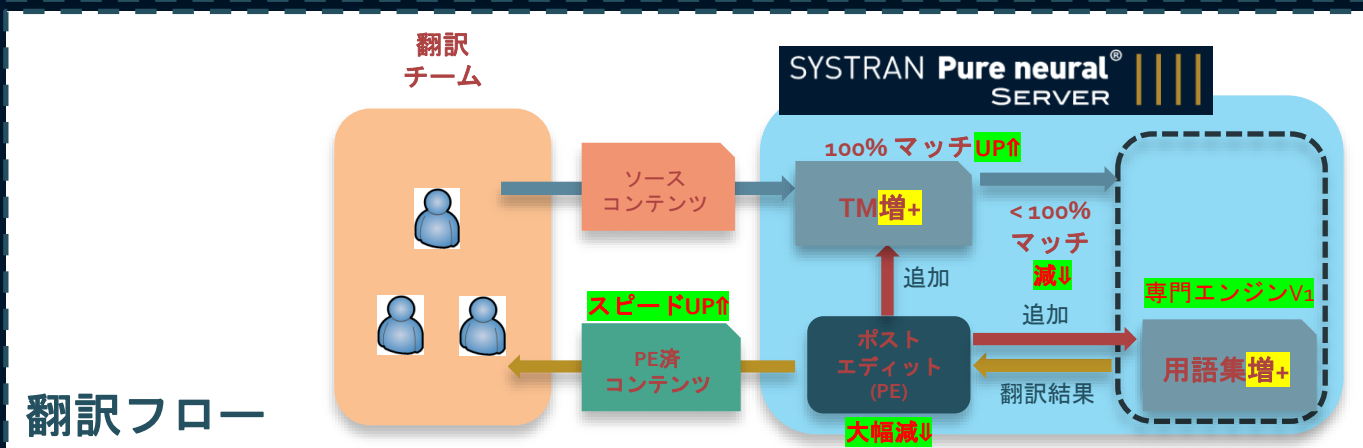 翻訳
チーム
SYSTRAN Pure neural®
SERVER
100% マッチUP⇑
ソース
コンテンツ
TM増+
< 100%
マッチ
減⇓
追加
専門エンジンV1
スピードUP⇑
追加
PE済
コンテンツ
ポスト
エディット
(PE)
用語集増+
翻訳結果
翻訳フロー
大幅減⇓